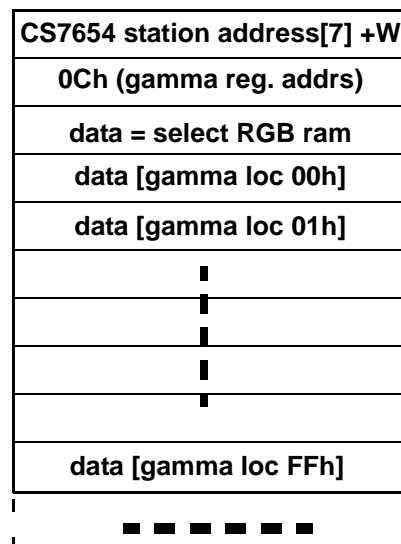 CS7654 station address[7] +W
0Ch (gamma reg. addrs)
data = select RGB ram
data [gamma loc 00h]
data [gamma loc 01h]
data [gamma loc FFh]